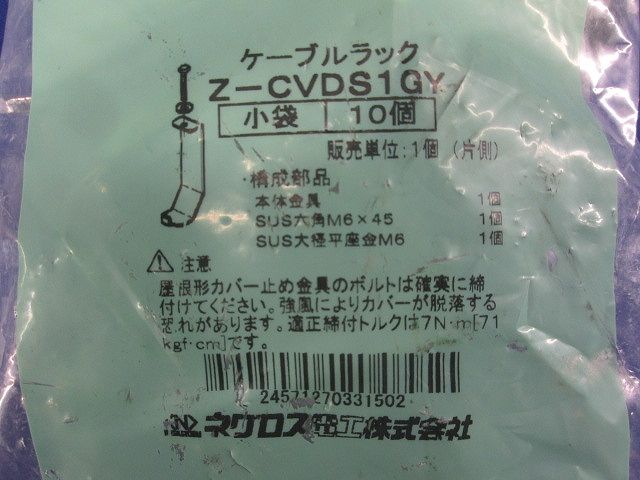 ケーブルラック
Z－CVDS1GY
小袋 10個
販売単位：1個（片側）
・構成部品
本体金具 1個
SUS六角M6×45 1個
SUS大径平座金M6 1個
注意
屋根形カバー止め金具のボルトは確実に締
付けてください。強風によりカバーが脱落する
恐れがあります。適正締付トルクは7N・m[71
kgf・cm]です。
24571270331502
ネグロス電工株式会社